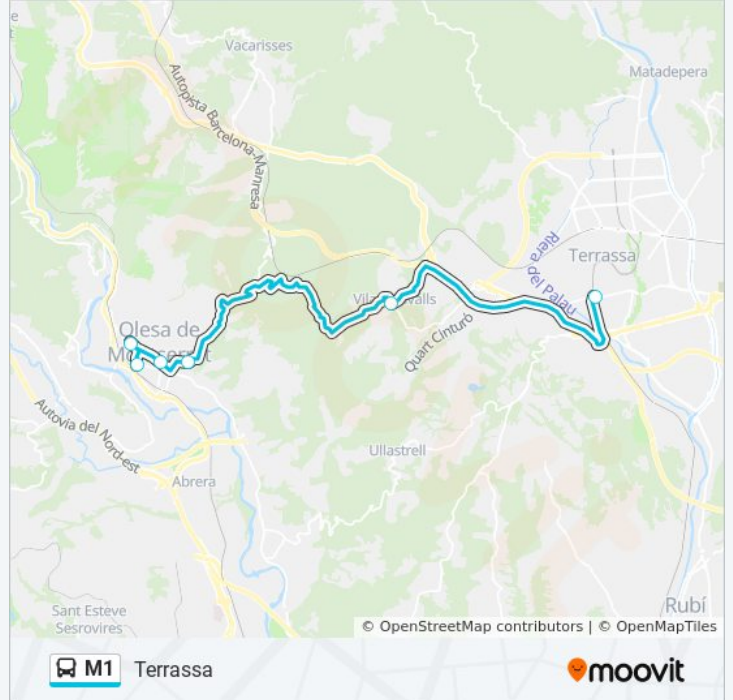 Vacarisses
Matadepera
Autopista Barcelona-Manresa
Riera del Palau
Terrassa
Olesa de
Montserrat
Quart Cinturó
Autovia del Nord-est
Ullastrell
Abrera
Sant Esteve
Sesrovires
Rubí
© OpenStreetMap contributors | © OpenMapTiles
M1 Terrassa
moovit